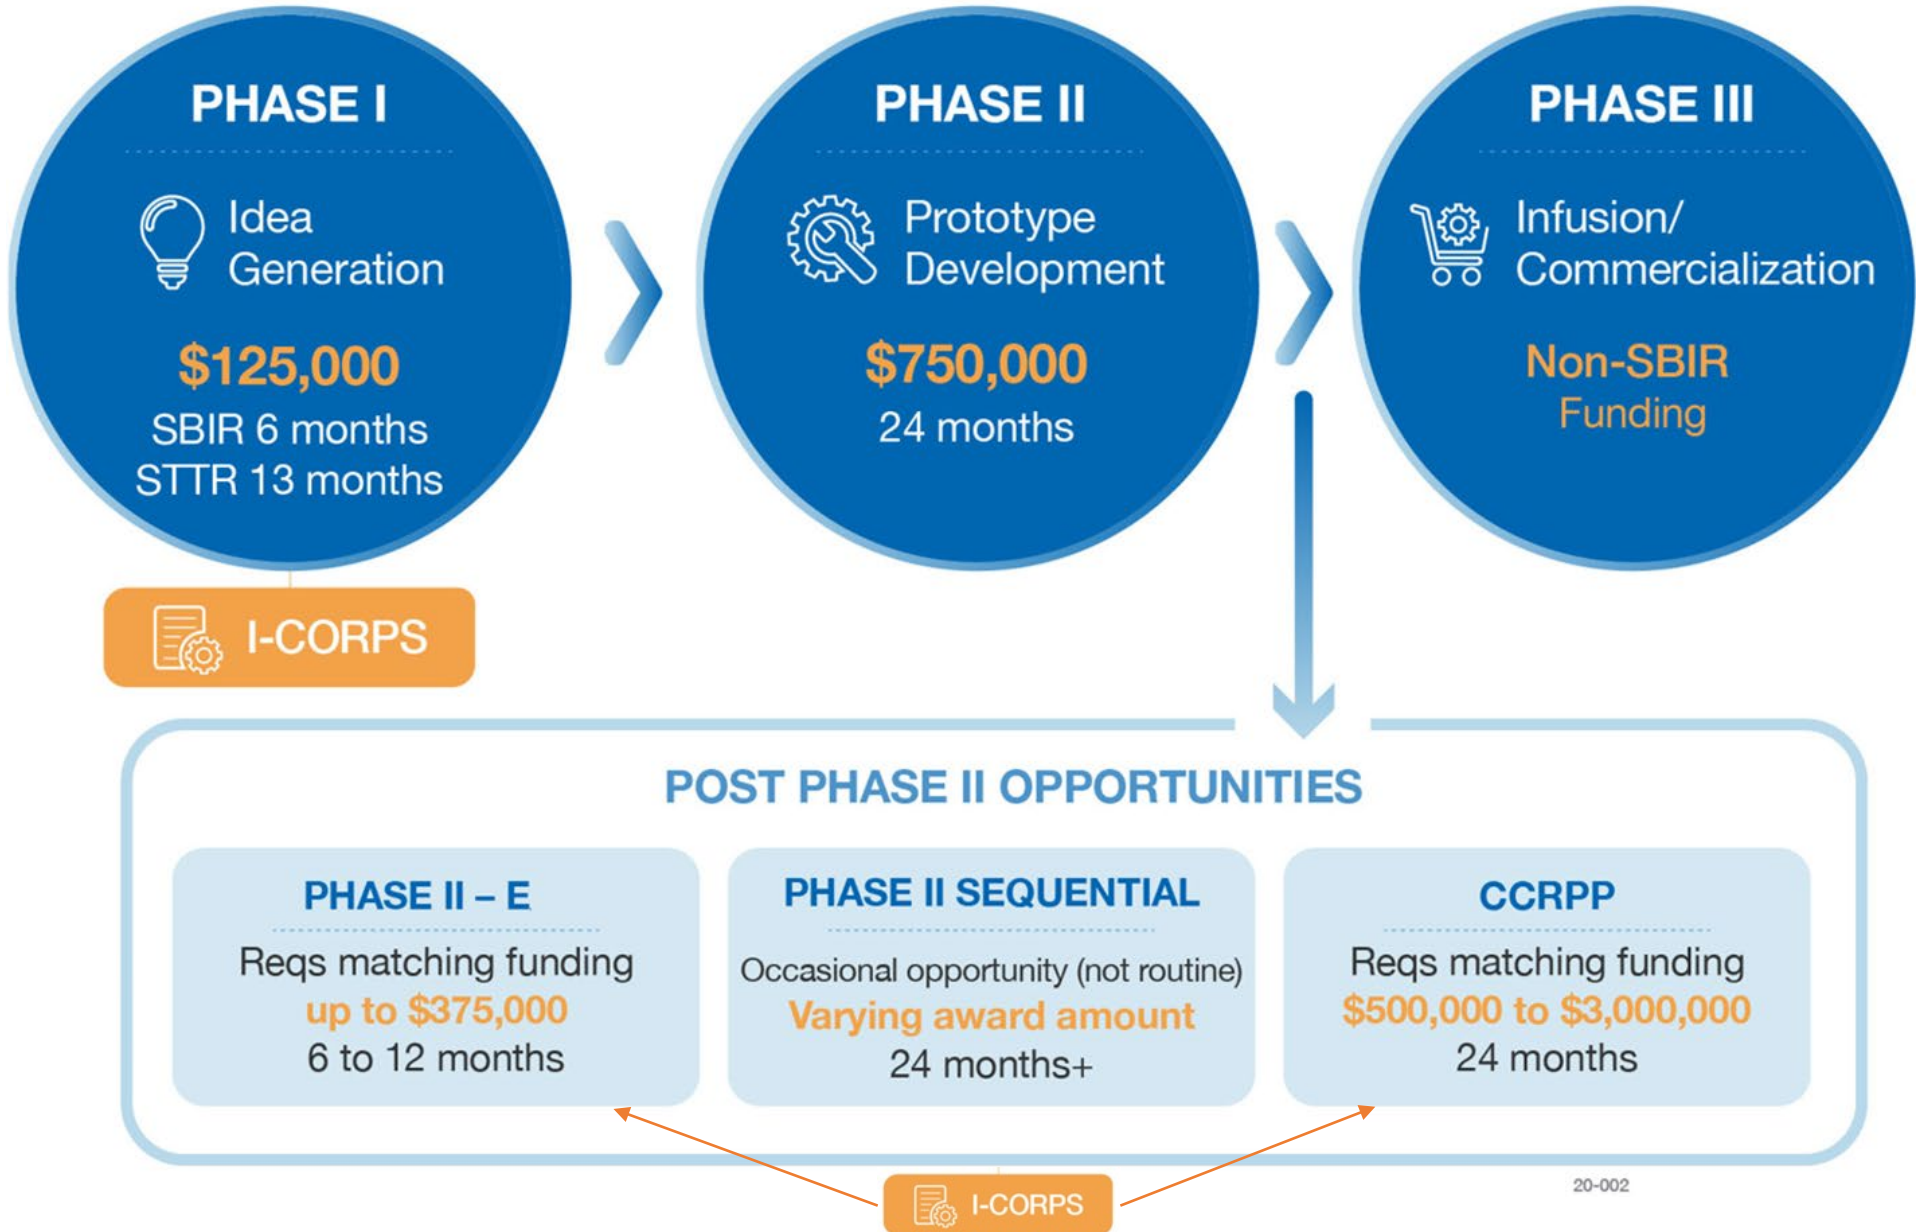 PHASE I
Idea
Generation
$125,000
SBIR 6 months
STTR 13 months
I-CORPS
PHASE II
Prototype
Development
$750,000
24 months
PHASE III
Infusion/
Commercialization
Non-SBIR
Funding
POST PHASE II OPPORTUNITIES
PHASE II – E
Reqs matching funding
up to $375,000
6 to 12 months
PHASE II SEQUENTIAL
Occasional opportunity (not routine)
Varying award amount
24 months+
CCRPP
Reqs matching funding
$500,000 to $3,000,000
24 months
I-CORPS
20-002